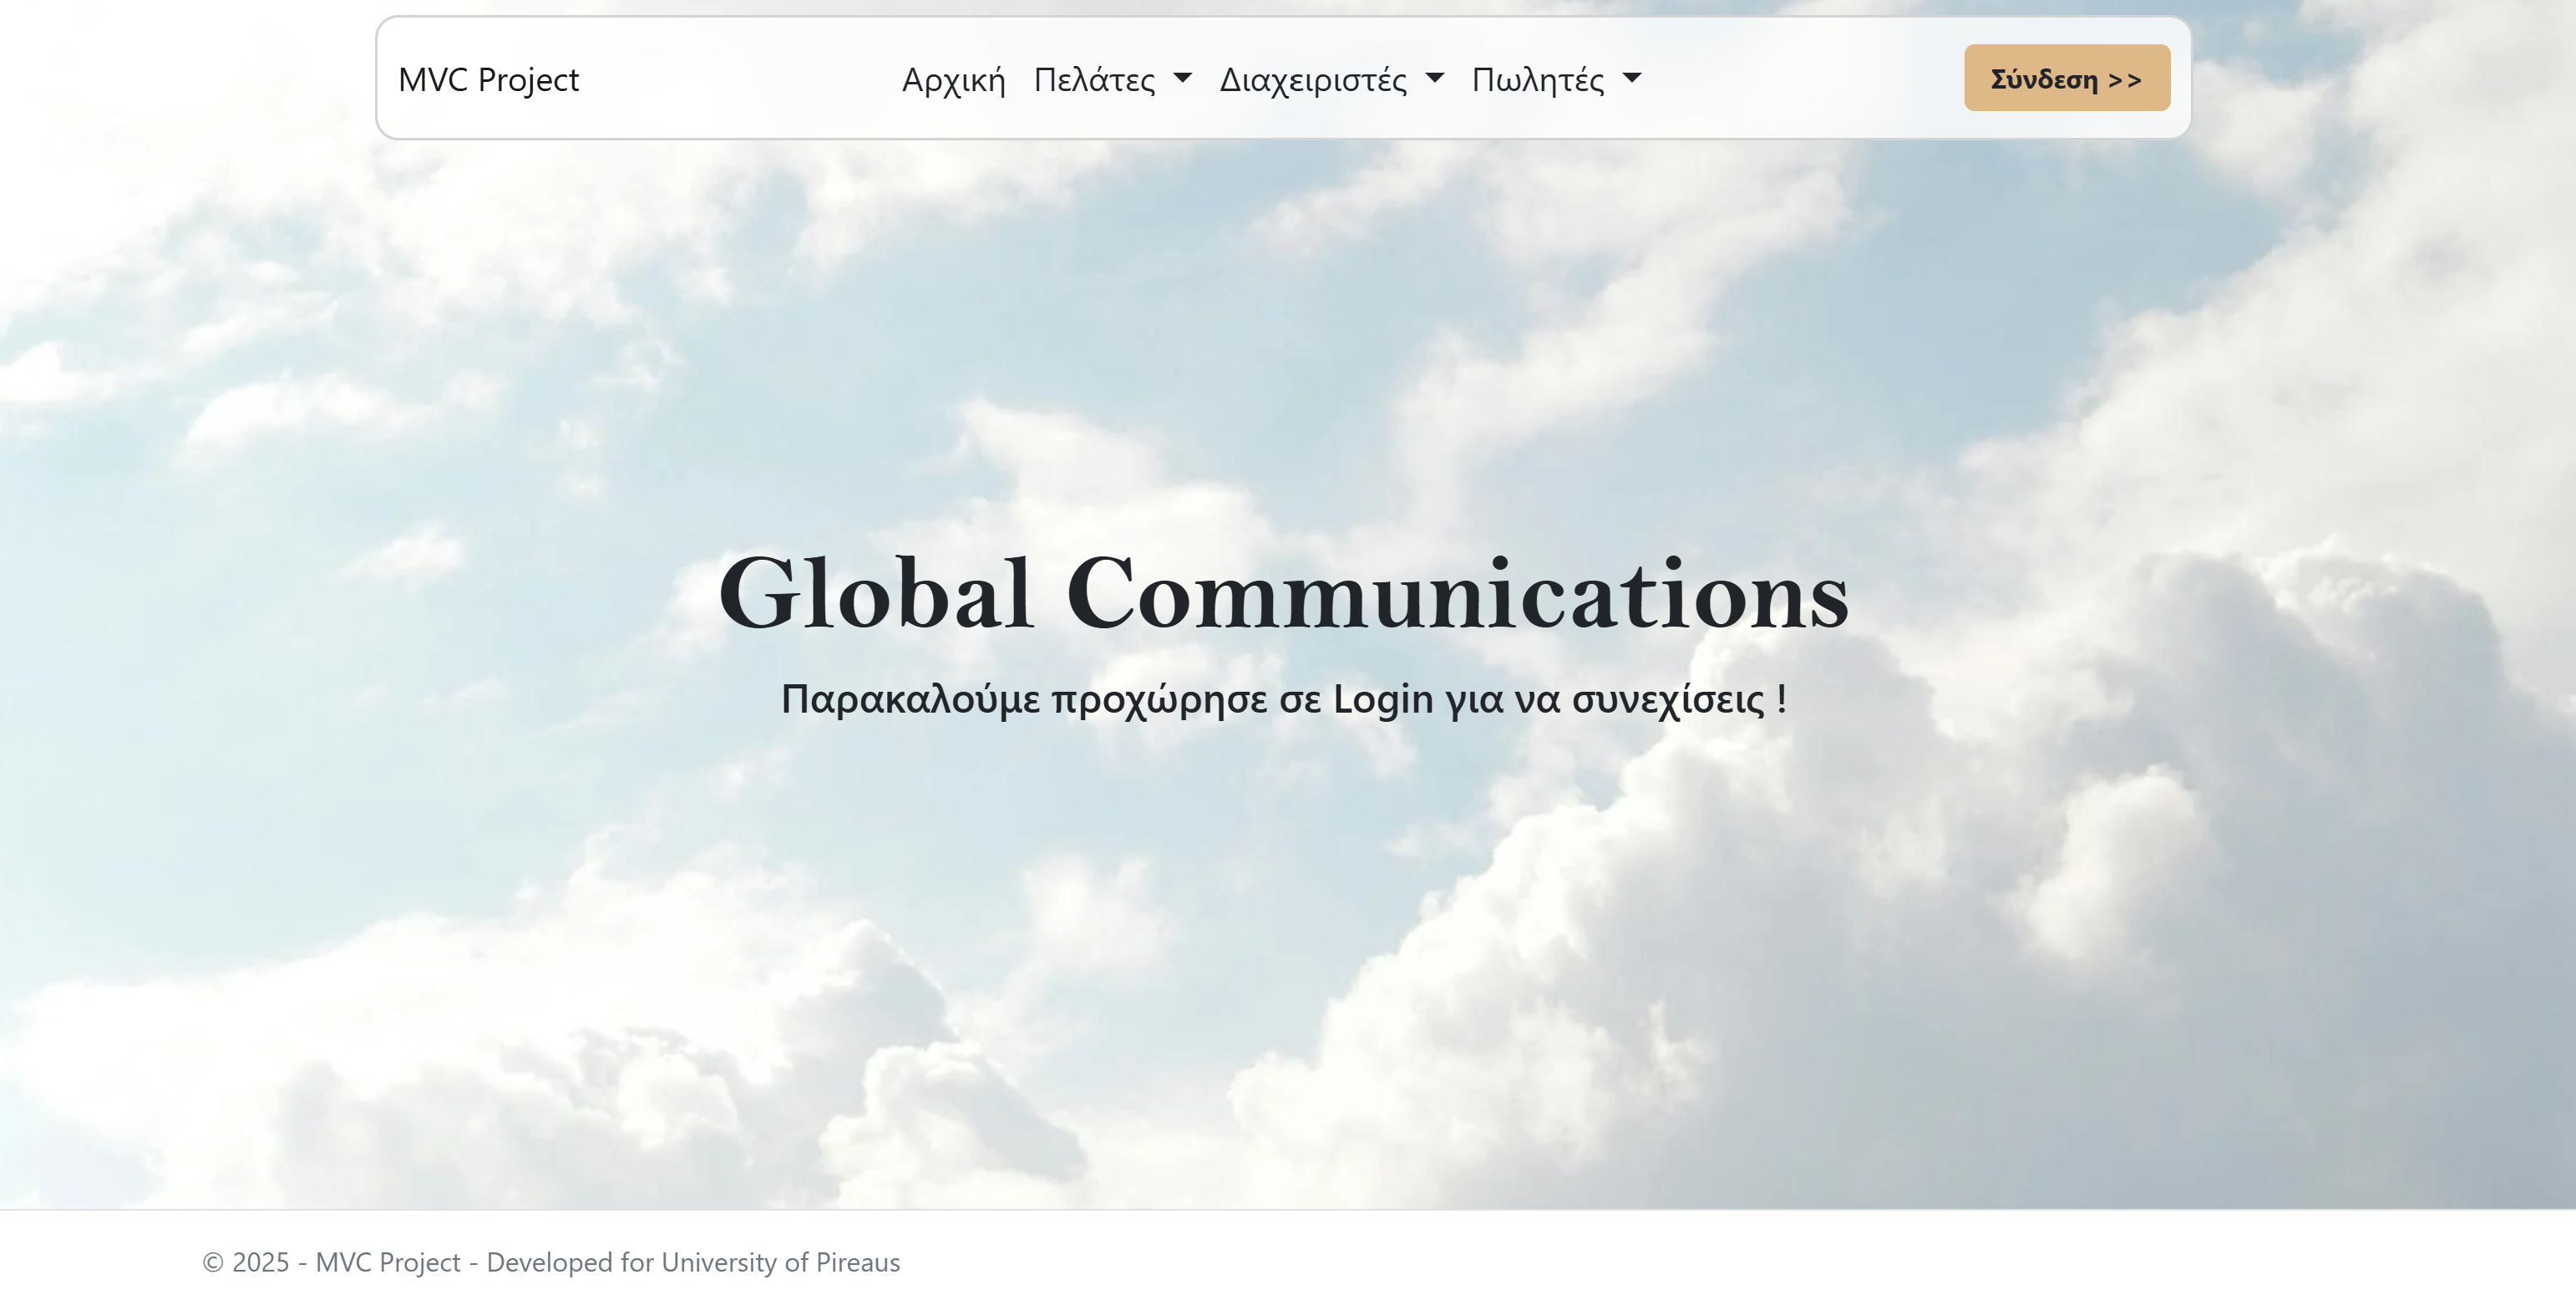 MVC Project
Αρχική Πελάτες Διαχειριστές Πωλητές
Σύνδεση >>
Global Communications
Παρακαλούμε προχώρησε σε Login για να συνεχίσεις !
© 2025 - MVC Project - Developed for University of Pireaus